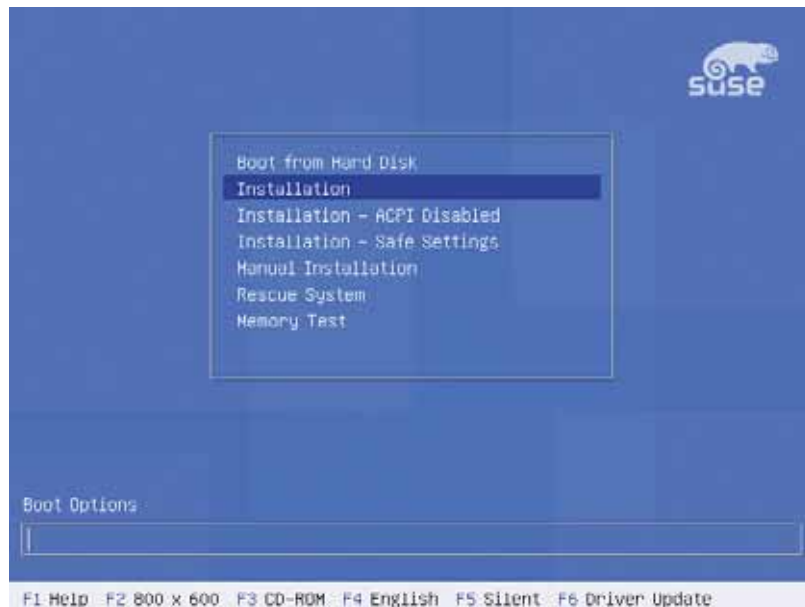 suse
Boot from Hard Disk
Installation
Installation - ACPI Disabled
Installation - Safe Settings
Manual Installation
Rescue System
Memory Test
Boot Options
F1 Help F2 800 x 600 F3 CD-ROM F4 English F5 Silent F6 Driver Update